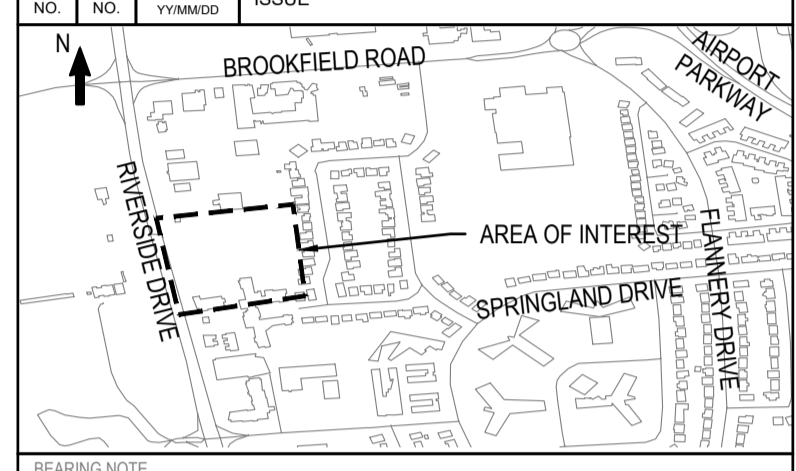 NO. NO. YY/MM/DD ISSUE
N
BROOKFIELD ROAD
AIRPORT
PARKWAY
RIVERSIDE DRIVE
AREA OF INTEREST
FLANNERY DRIVE
SPRINGLAND DRIVE
BEARING NOTE